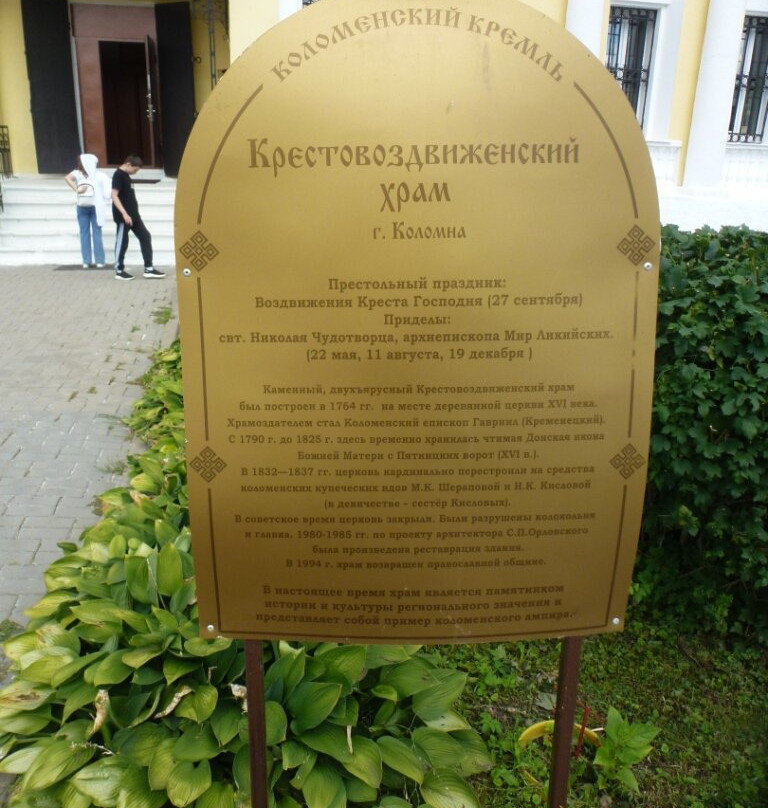 КОЛОМЕНСКИЙ КРЕМЛЬ
Крестовоздвиженский
храм
г. Коломна
Престольный праздник:
Воздвижения Креста Господня (27 сентября)
Приделы:
свт. Николая Чудотворца, архиепископа Мир Ликийских.
(22 мая, 11 августа, 19 декабря )
Каменный, двухъярусный Крестовоздвиженский храм
был построен в 1764 гг. на месте деревянной церкви XVI века.
Храмоздателем стал Коломенский епископ Гавриил (Кременецкий).
С 1790 г. до 1825 г. здесь временно хранилась чтимая Донская икона
Божией Матери с Пятницких ворот (XVI в.).
В 1832—1837 гг. церковь кардинально перестроили на средства
коломенских купеческих вдов М.К. Шераповой и Н.К. Кисловой
(в девичестве – сестёр Кисловых).
В советское время церковь закрыли. Были разрушены колокольня
и главка. 1980-1985 гг. по проекту архитектора С.П.Орловского
была произведена реставрация здания.
В 1994 г. храм возвращен православной общине.
В настоящее время храм является памятником
истории и культуры регионального значения и
представляет собой пример коломенского ампира.